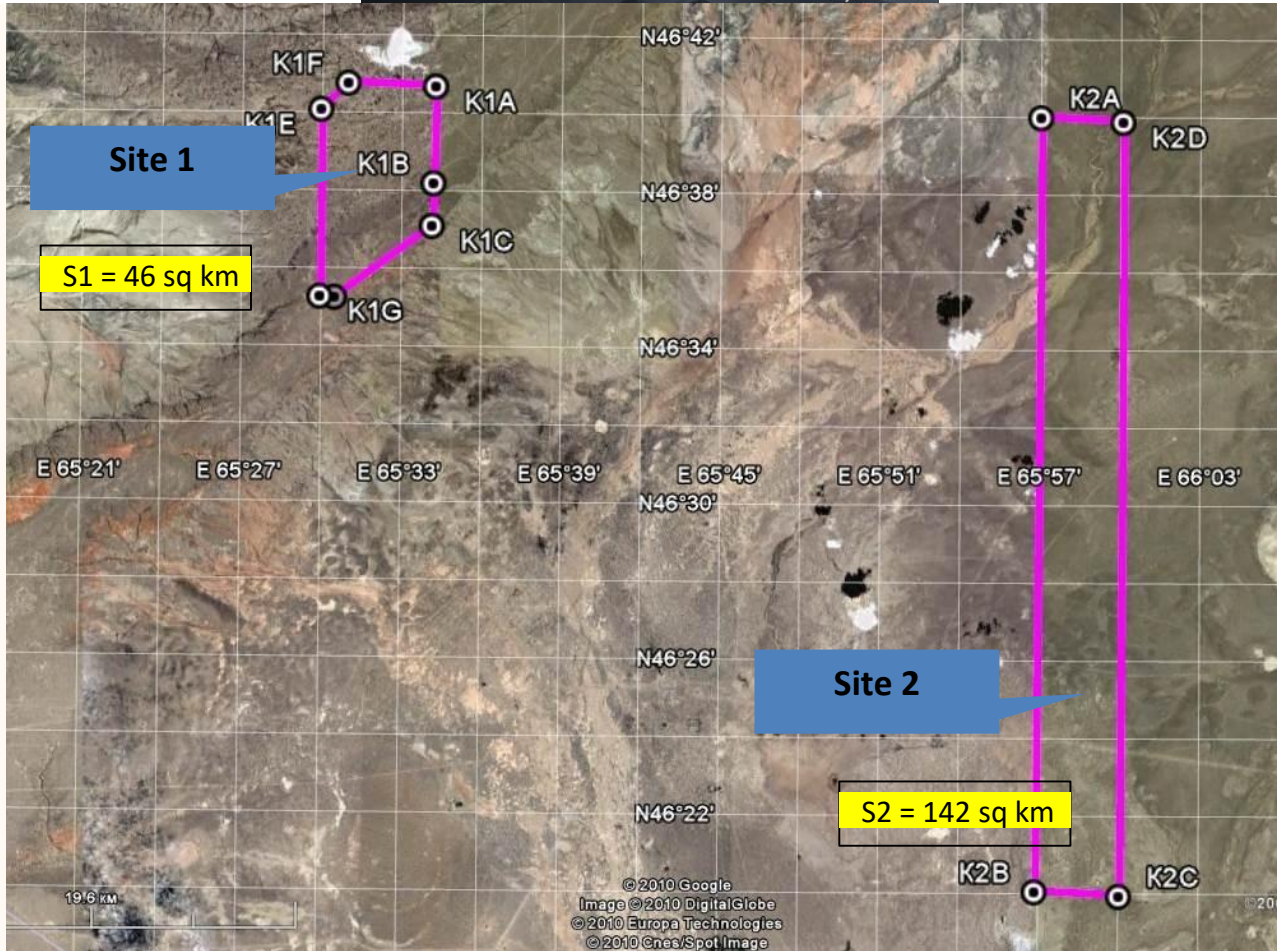 N46°42'
K1F
K1A
K2A
K1E
K2D
Site 1
K1B
N46°38'
K1C
S1 = 46 sq km
K1G
N46°34'
E 65°21'
E 65°27'
E 65°33'
E 65°39'
E 65°45'
E 65°51'
E 65°57'
E 66°03'
N46°30'
N46°26'
Site 2
S2 = 142 sq km
N46°22'
K2B
K2C
19.6 км
© 2010 Google
Image © 2010 DigitalGlobe
© 2010 Europa Technologies
© 2010 Cnes/Spot Image